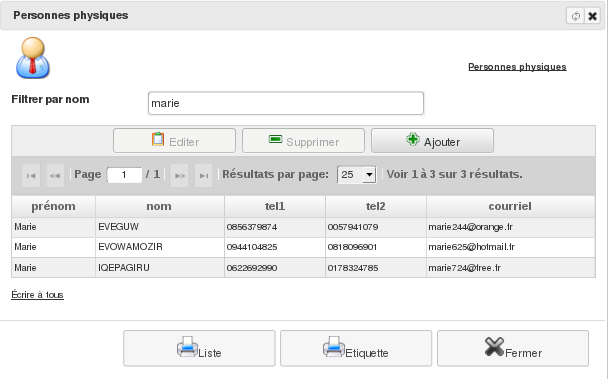 Personnes physiques
Personnes physiques
Filtrer par nom
marie
Editer Supprimer Ajouter
Page 1 / 1 Résultats par page: 25 Voir 1 à 3 sur 3 résultats.
prénom nom tel1 tel2 courriel
Marie EVEGUW 0856379874 0057941079 marie244@orange.fr
Marie EVOWAMOZIR 0944104825 0818096901 marie625@hotmail.fr
Marie IQEPAGIRU 0622692990 0178324785 marie724@free.fr
Écrire à tous
Liste Etiquette Fermer